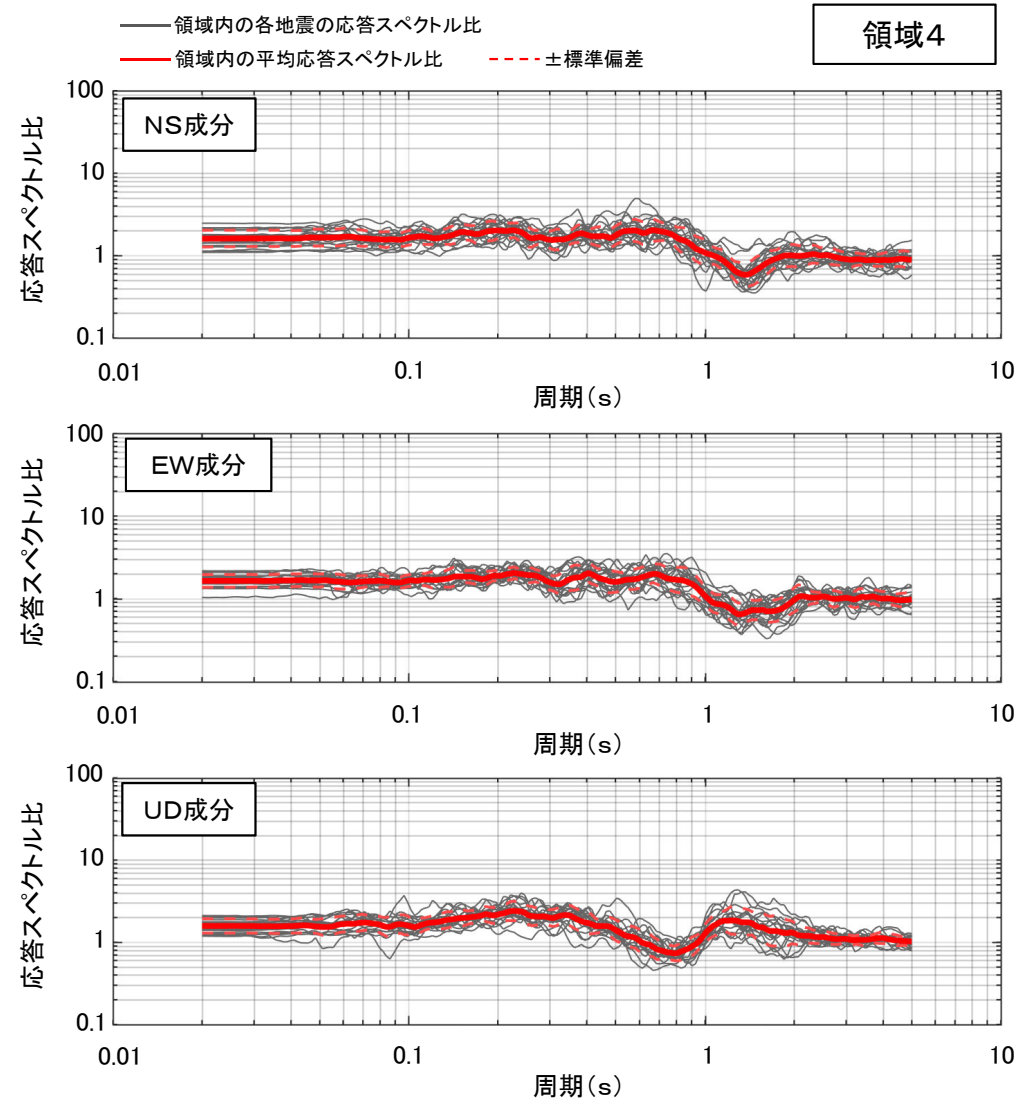 領域内の各地震の応答スペクトル比
領域内の平均応答スペクトル比 ±標準偏差
領域4
NS成分
応答スペクトル比
100
10
1
0.1
0.01 0.1 1 10
周期(s)
EW成分
応答スペクトル比
100
10
1
0.1
0.01 0.1 1 10
周期(s)
UD成分
応答スペクトル比
100
10
1
0.1
0.01 0.1 1 10
周期(s)